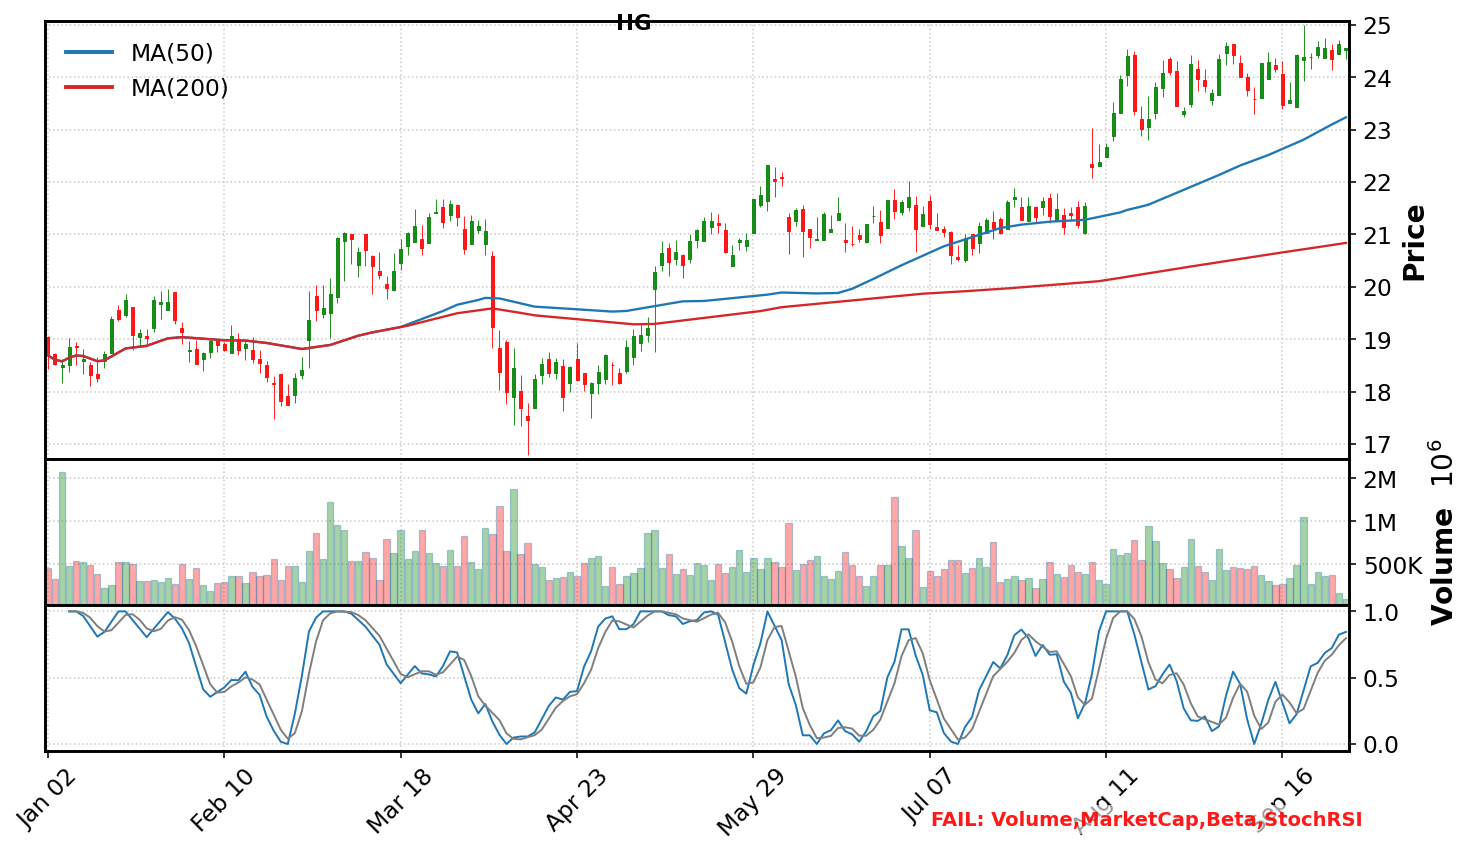 HG
MA(50)
MA(200)
25
24
23
22
21
20
19
18
17
Price
2M
1M
500K
Volume 10⁶
1.0
0.5
0.0
Jan 02
Feb 10
Mar 18
Apr 23
May 29
Jul 07
Aug 11
Sep 16
FAIL: Volume,MarketCap,Beta,StochRSI